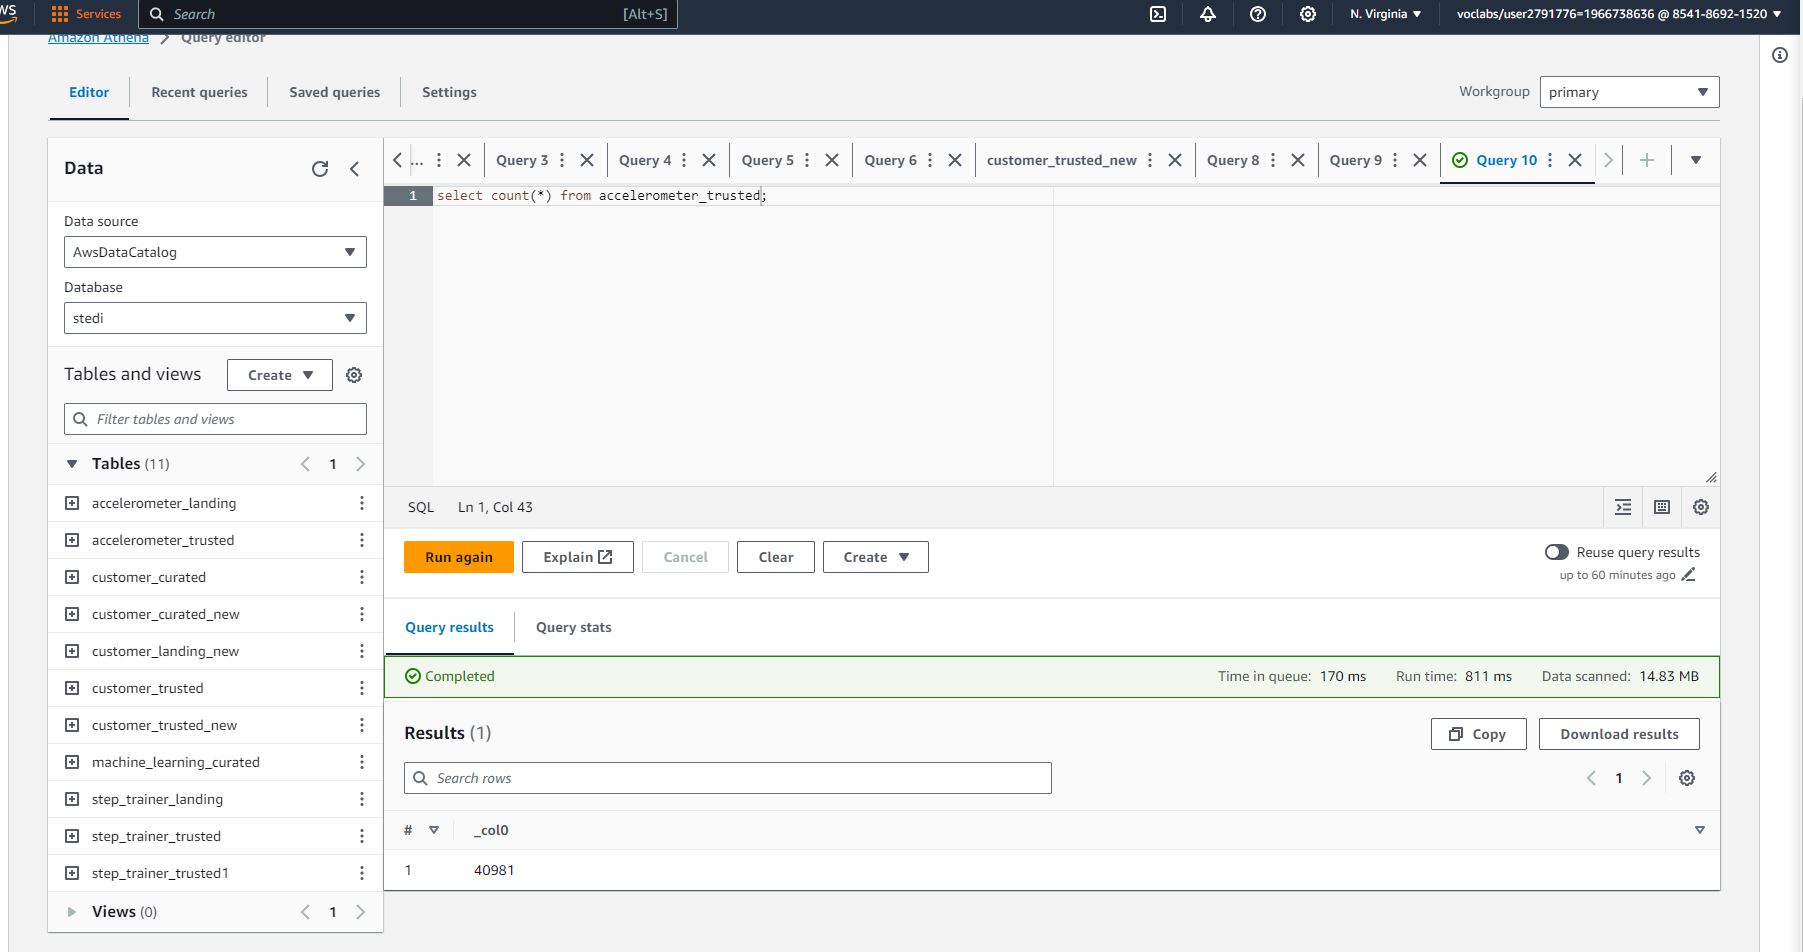 Services
Search
[Alt+S]
N. Virginia
voclabs/user2791776=1966738636 @ 8541-8692-1520
Amazon Athena > Query editor
Editor
Recent queries
Saved queries
Settings
Workgroup
primary
Data
Data source
AwsDataCatalog
Database
stedi
Tables and views
Create
Filter tables and views
Tables (11)
1
accelerometer_landing
accelerometer_trusted
customer_curated
customer_curated_new
customer_landing_new
customer_trusted
customer_trusted_new
machine_learning_curated
step_trainer_landing
step_trainer_trusted
step_trainer_trusted1
Views (0)
1
...
Query 3
Query 4
Query 5
Query 6
customer_trusted_new
Query 8
Query 9
Query 10
1 select count(*) from accelerometer_trusted;
SQL Ln 1, Col 43
Run again
Explain
Cancel
Clear
Create
Reuse query results
up to 60 minutes ago
Query results
Query stats
Completed
Time in queue: 170 ms
Run time: 811 ms
Data scanned: 14.83 MB
Results (1)
Copy
Download results
Search rows
1
# _col0
1 40981